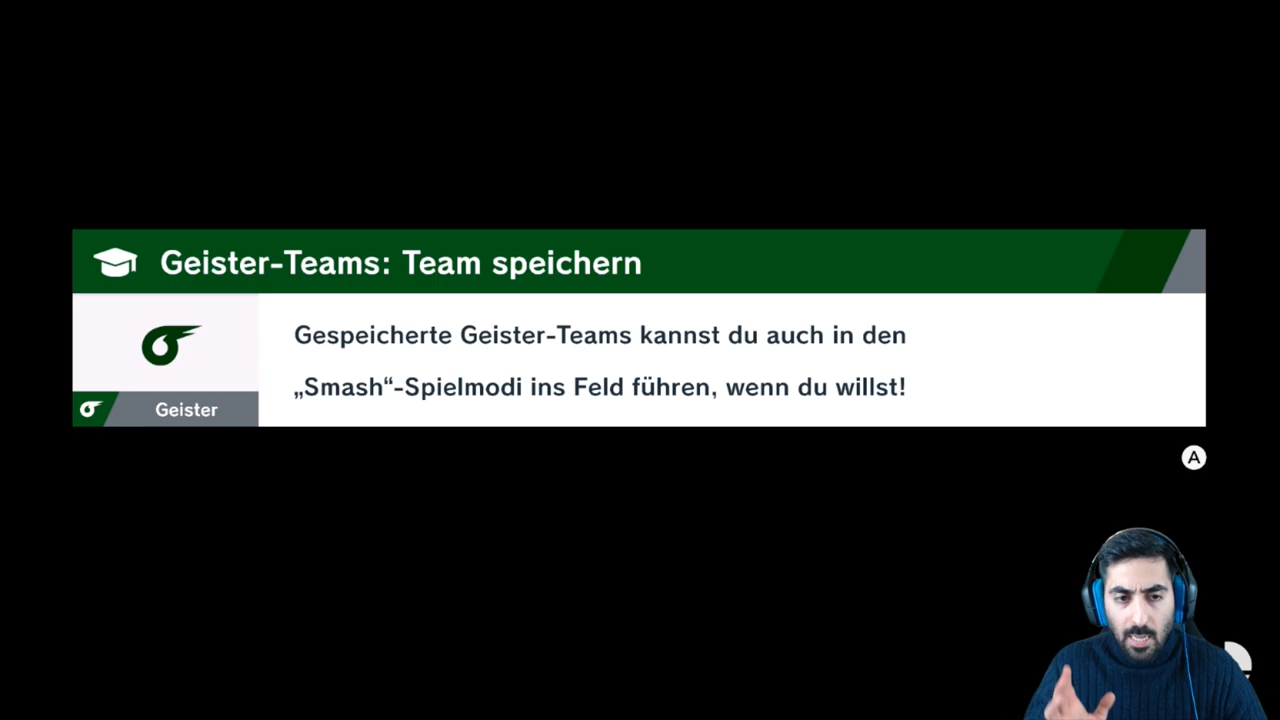 Geister-Teams: Team speichern
Gespeicherte Geister-Teams kannst du auch in den
„Smash“-Spielmodi ins Feld führen, wenn du willst!
Geister
A